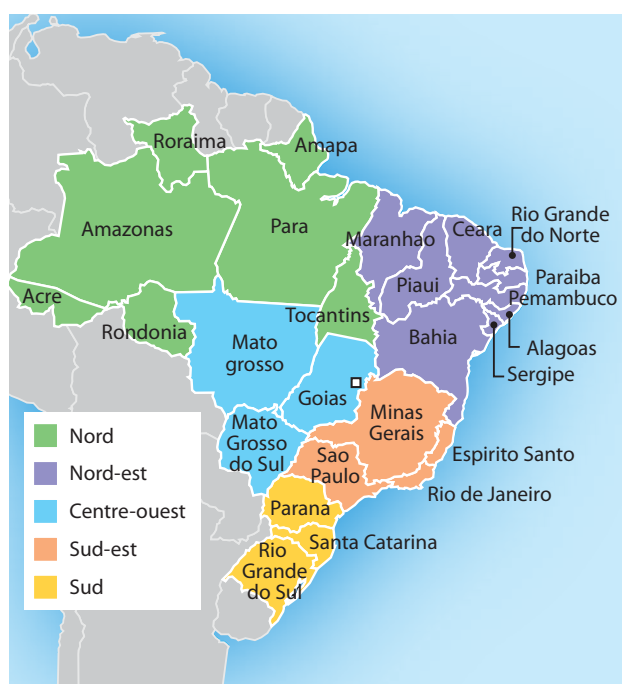 Roraima
Amapa
Amazonas
Para
Maranhao
Ceara
Rio Grande
do Norte
Paraiba
Piaui
Pemambuco
Acre
Rondonia
Tocantins
Bahia
Alagoas
Sergipe
Mato
grosso
Goias
Minas
Gerais
Mato
Grosso
do Sul
Sao
Paulo
Espirito Santo
Rio de Janeiro
Parana
Santa Catarina
Rio
Grande
do Sul
Nord
Nord-est
Centre-ouest
Sud-est
Sud